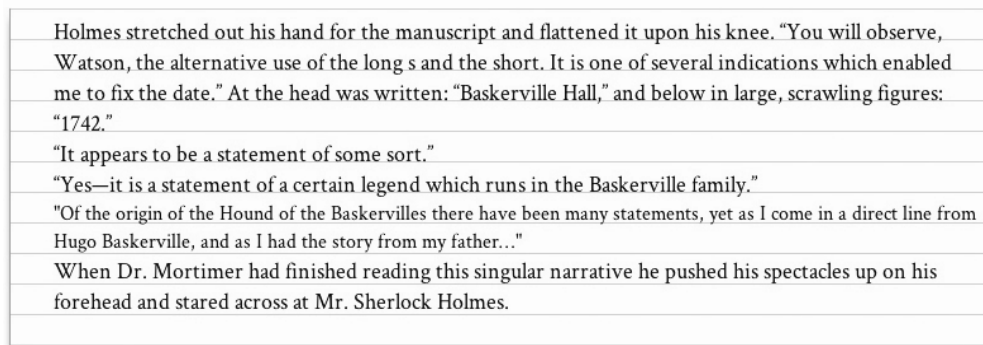 Holmes stretched out his hand for the manuscript and flattened it upon his knee. “You will observe,
Watson, the alternative use of the long s and the short. It is one of several indications which enabled
me to fix the date.” At the head was written: “Baskerville Hall,” and below in large, scrawling figures:
“1742.”
“It appears to be a statement of some sort.”
“Yes—it is a statement of a certain legend which runs in the Baskerville family.”
"Of the origin of the Hound of the Baskervilles there have been many statements, yet as I come in a direct line from
Hugo Baskerville, and as I had the story from my father…"
When Dr. Mortimer had finished reading this singular narrative he pushed his spectacles up on his
forehead and stared across at Mr. Sherlock Holmes.